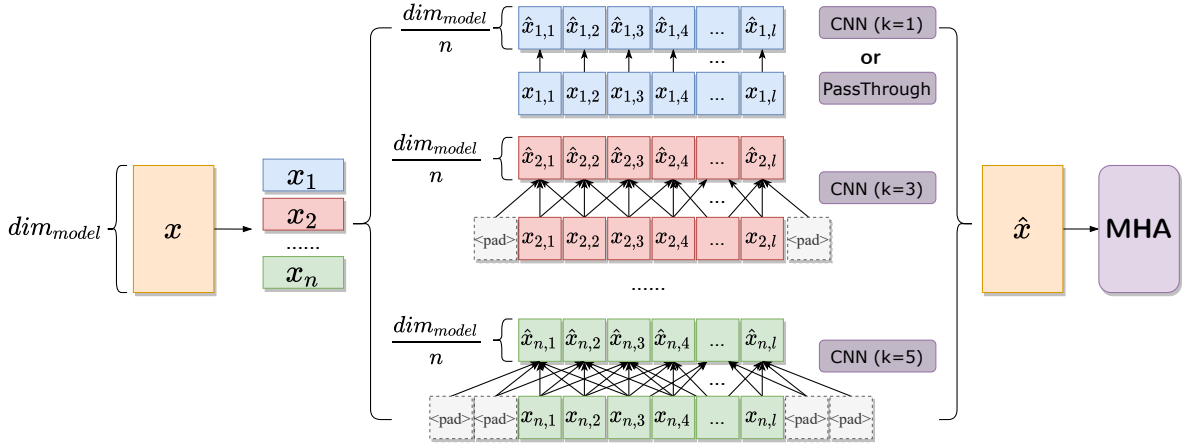 dim_model
x
x_1
x_2
......
x_n
dim_model / n
x̂_{1,1} x̂_{1,2} x̂_{1,3} x̂_{1,4} ... x̂_{1,l}
...
x_{1,1} x_{1,2} x_{1,3} x_{1,4} ... x_{1,l}
CNN (k=1)
or
PassThrough
dim_model / n
x̂_{2,1} x̂_{2,2} x̂_{2,3} x̂_{2,4} ... x̂_{2,l}
...
<pad> x_{2,1} x_{2,2} x_{2,3} x_{2,4} ... x_{2,l} <pad>
CNN (k=3)
......
dim_model / n
x̂_{n,1} x̂_{n,2} x̂_{n,3} x̂_{n,4} ... x̂_{n,l}
...
<pad> <pad> x_{n,1} x_{n,2} x_{n,3} x_{n,4} ... x_{n,l} <pad> <pad>
CNN (k=5)
x̂
MHA